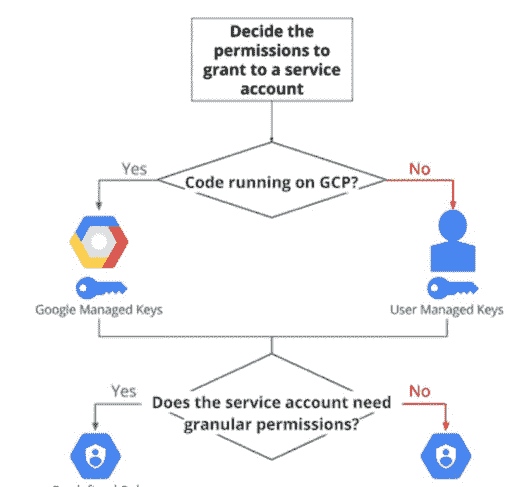 Decide the
permissions to
grant to a service
account
Yes
Code running on GCP?
No
Google Managed Keys
User Managed Keys
Yes
Does the service account need
granular permissions?
No